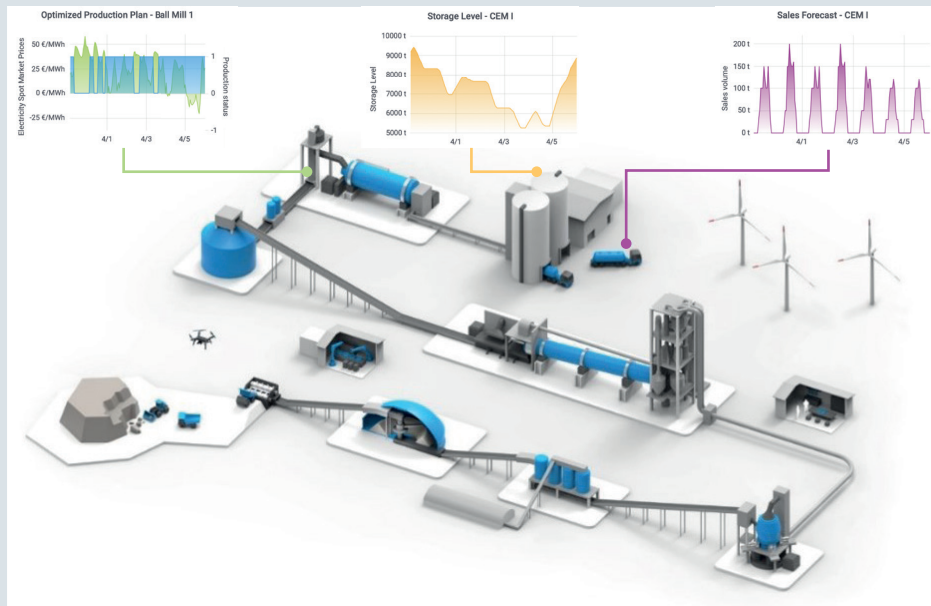 Optimized Production Plan - Ball Mill 1
Electricity Spot Market Prices
50 €/MWh
25 €/MWh
0 €/MWh
-25 €/MWh
1
0
-1
Production status
4/1
4/3
4/5
Storage Level - CEM I
Storage Level
10000 t
9000 t
8000 t
7000 t
6000 t
5000 t
4/1
4/3
4/5
Sales Forecast - CEM I
Sales volume
200 t
150 t
100 t
50 t
0 t
4/1
4/3
4/5